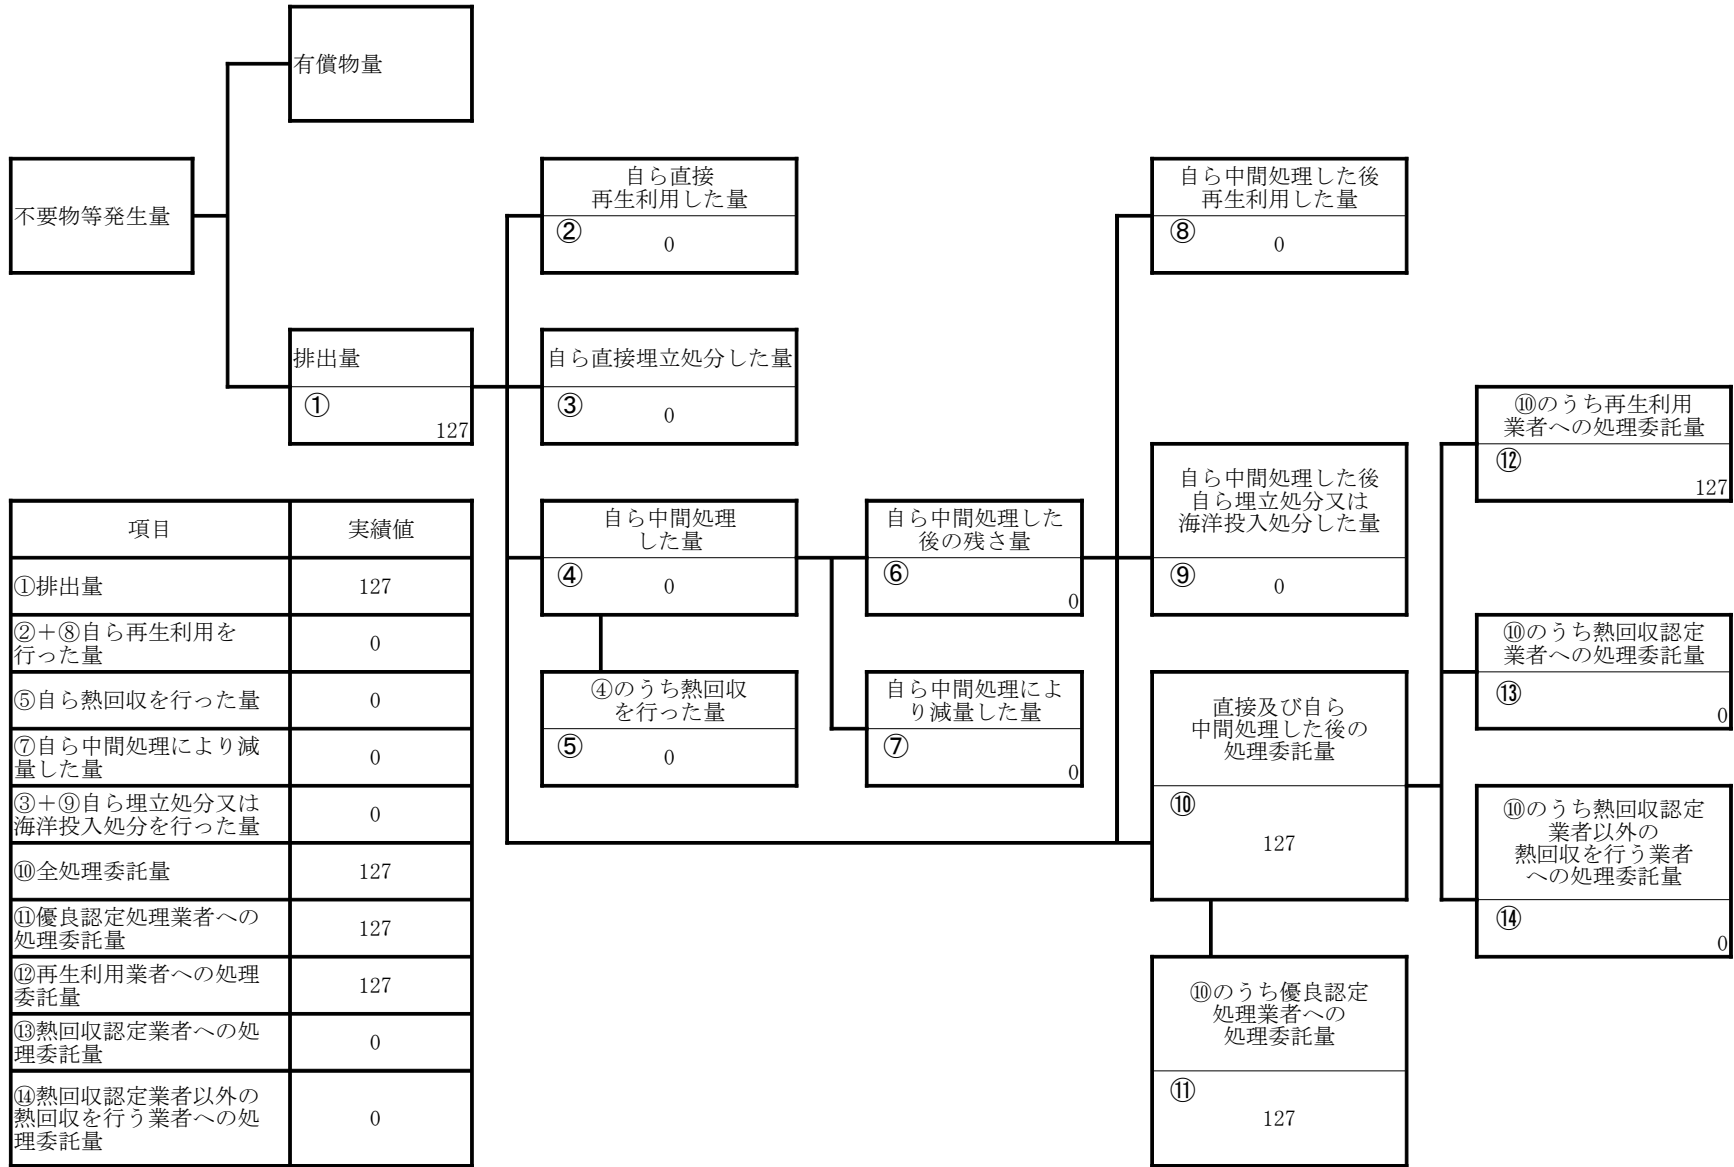 有償物量
不要物等発生量
自ら直接
再生利用した量
②
0
自ら中間処理した後
再生利用した量
⑧
0
排出量
①
127
自ら直接埋立処分した量
③
0
⑩のうち再生利用
業者への処理委託量
⑫
127
自ら中間処理
した量
④
0
自ら中間処理した
後の残さ量
⑥
0
自ら中間処理した後
自ら埋立処分又は
海洋投入処分した量
⑨
0
⑩のうち熱回収認定
業者への処理委託量
⑬
0
④のうち熱回収
を行った量
⑤
0
自ら中間処理によ
り減量した量
⑦
0
直接及び自ら
中間処理した後の
処理委託量
⑩
127
⑩のうち熱回収認定
業者以外の
熱回収を行う業者
への処理委託量
⑭
0
⑩のうち優良認定
処理業者への
処理委託量
⑪
127
項目 実績値
①排出量 127
②+⑧自ら再生利用を
行った量 0
⑤自ら熱回収を行った量 0
⑦自ら中間処理により減
量した量 0
③+⑨自ら埋立処分又は
海洋投入処分を行った量 0
⑩全処理委託量 127
⑪優良認定処理業者への
処理委託量 127
⑫再生利用業者への処理
委託量 127
⑬熱回収認定業者への処
理委託量 0
⑭熱回収認定業者以外の
熱回収を行う業者への処
理委託量 0